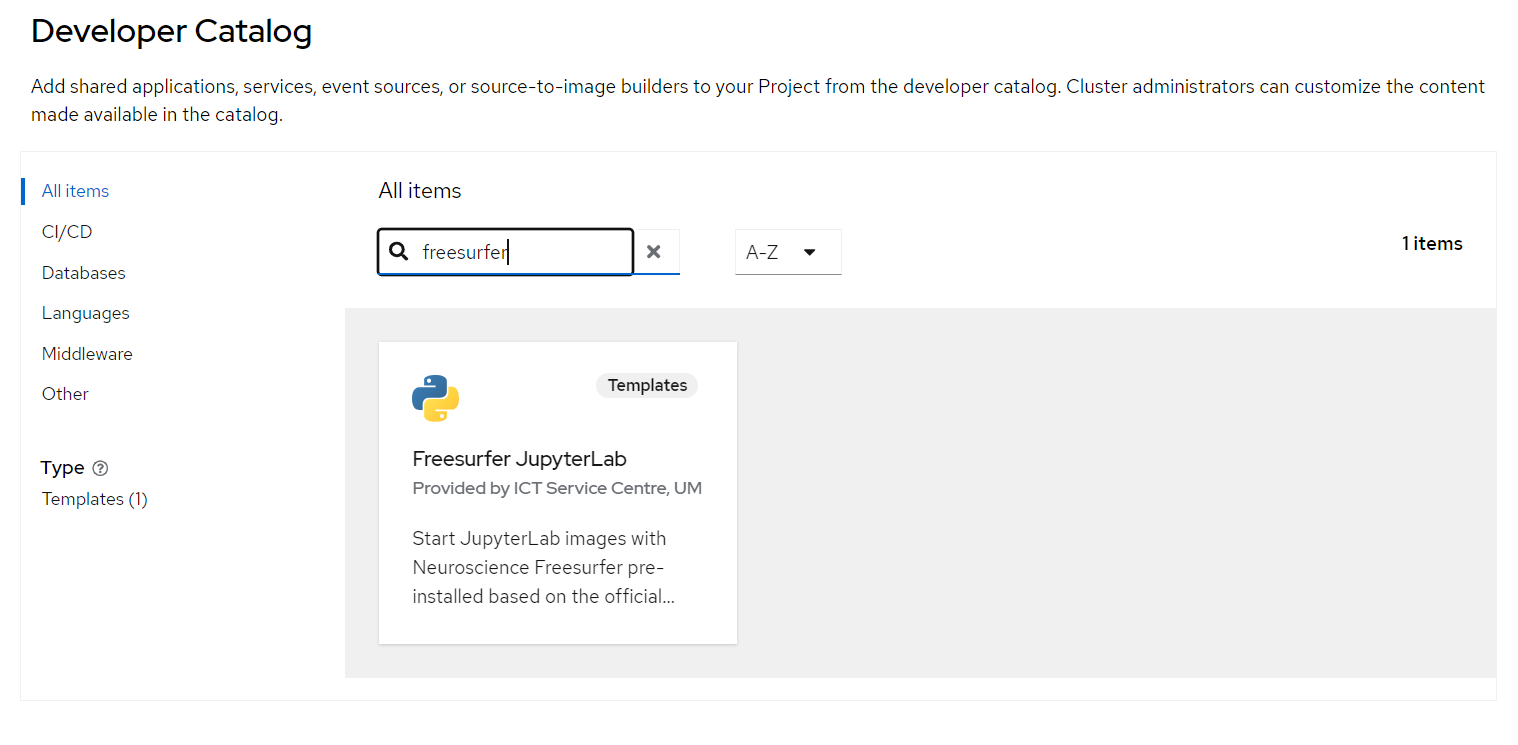 Developer Catalog
Add shared applications, services, event sources, or source-to-image builders to your Project from the developer catalog. Cluster administrators can customize the content
made available in the catalog.
All items
CI/CD
Databases
Languages
Middleware
Other
Type
Templates (1)
All items
freesurfer
A-Z
1 items
Templates
Freesurfer JupyterLab
Provided by ICT Service Centre, UM
Start JupyterLab images with
Neuroscience Freesurfer pre-
installed based on the official...